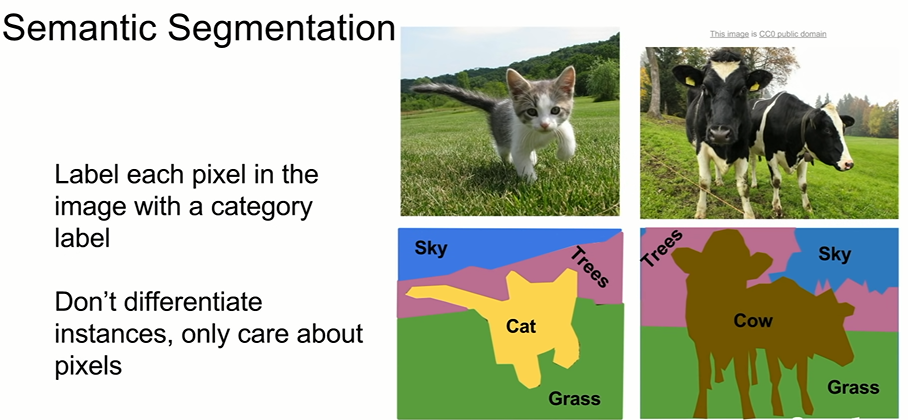 Semantic Segmentation
This image is CC0 public domain
Label each pixel in the
image with a category
label
Don't differentiate
instances, only care about
pixels
Sky
Trees
Cat
Grass
Trees
Sky
Cow
Grass